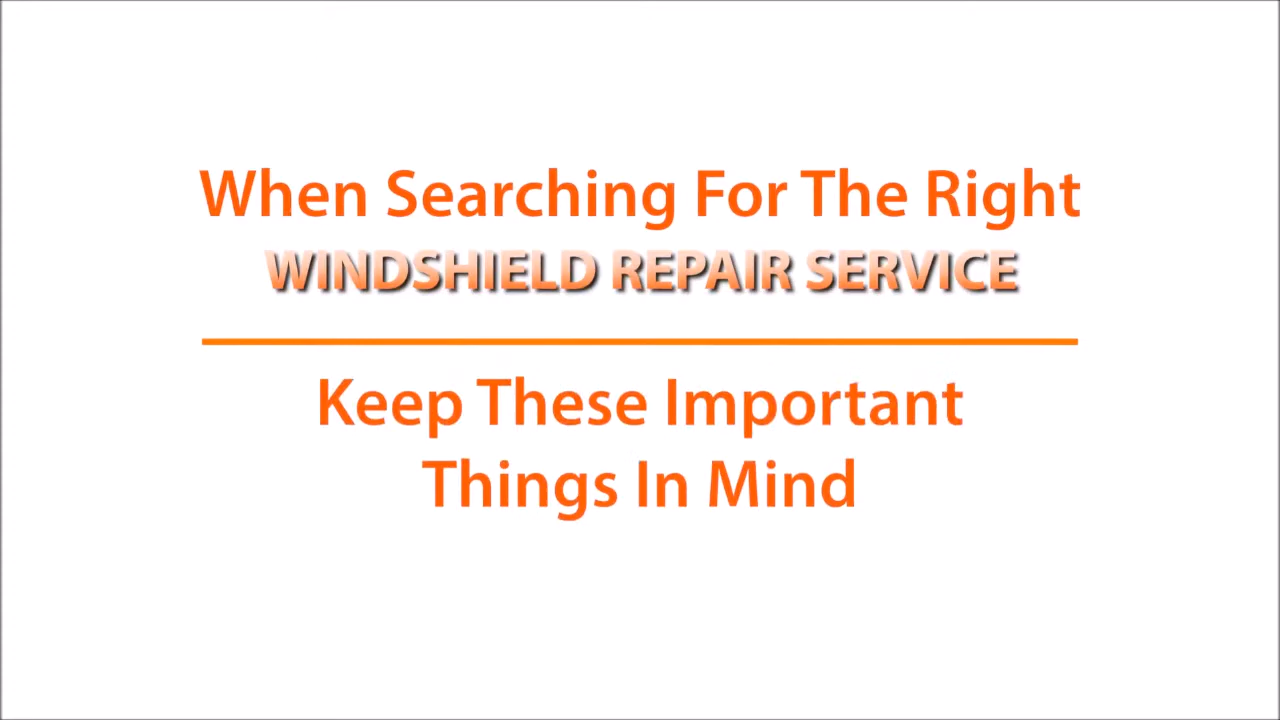 When Searching For The Right
WINDSHIELD REPAIR SERVICE
Keep These Important
Things In Mind